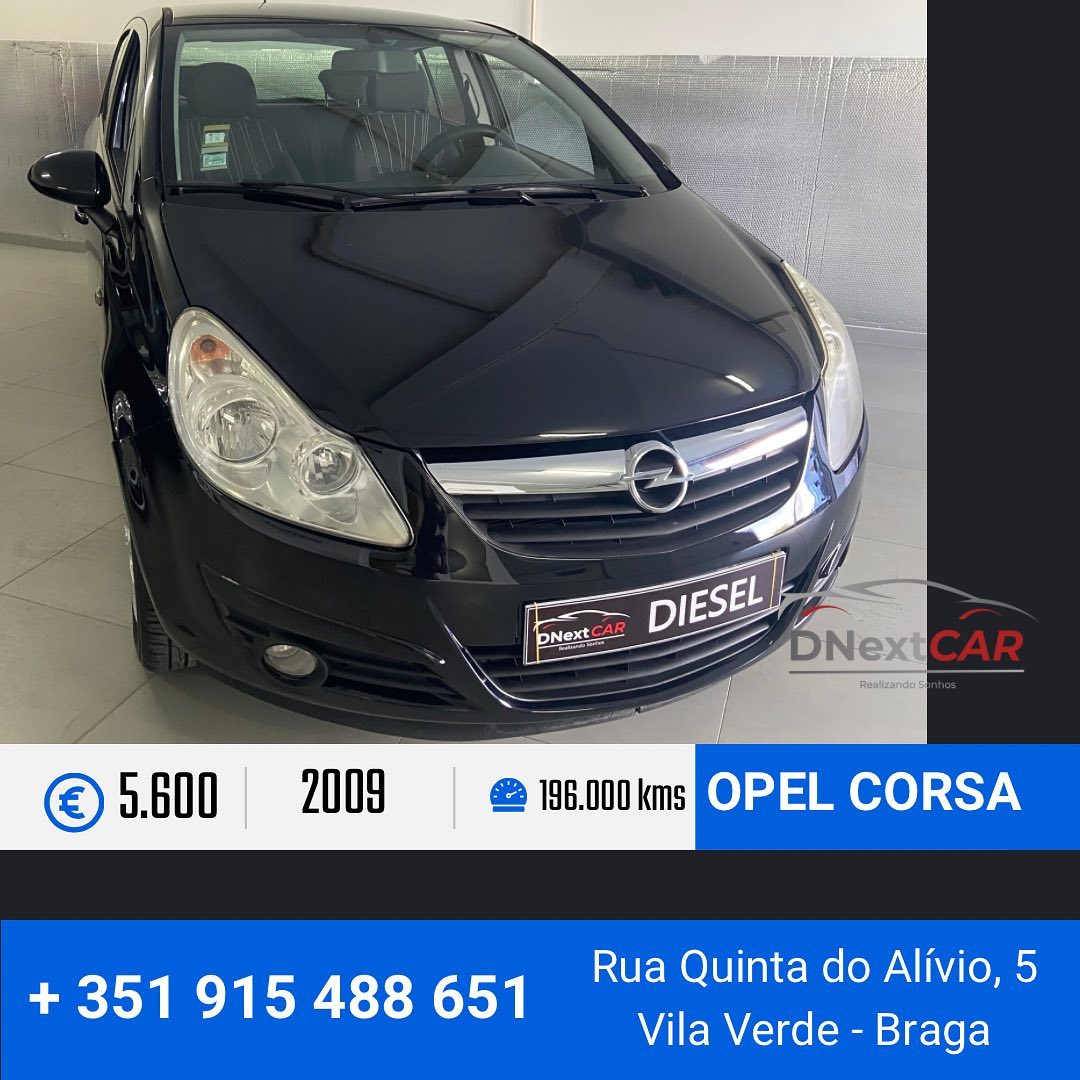 DNextCAR
Realizando Sonhos
DIESEL
DNextCAR
Realizando Sonhos
5.600
2009
196.000 kms
OPEL CORSA
+ 351 915 488 651
Rua Quinta do Alívio, 5
Vila Verde - Braga